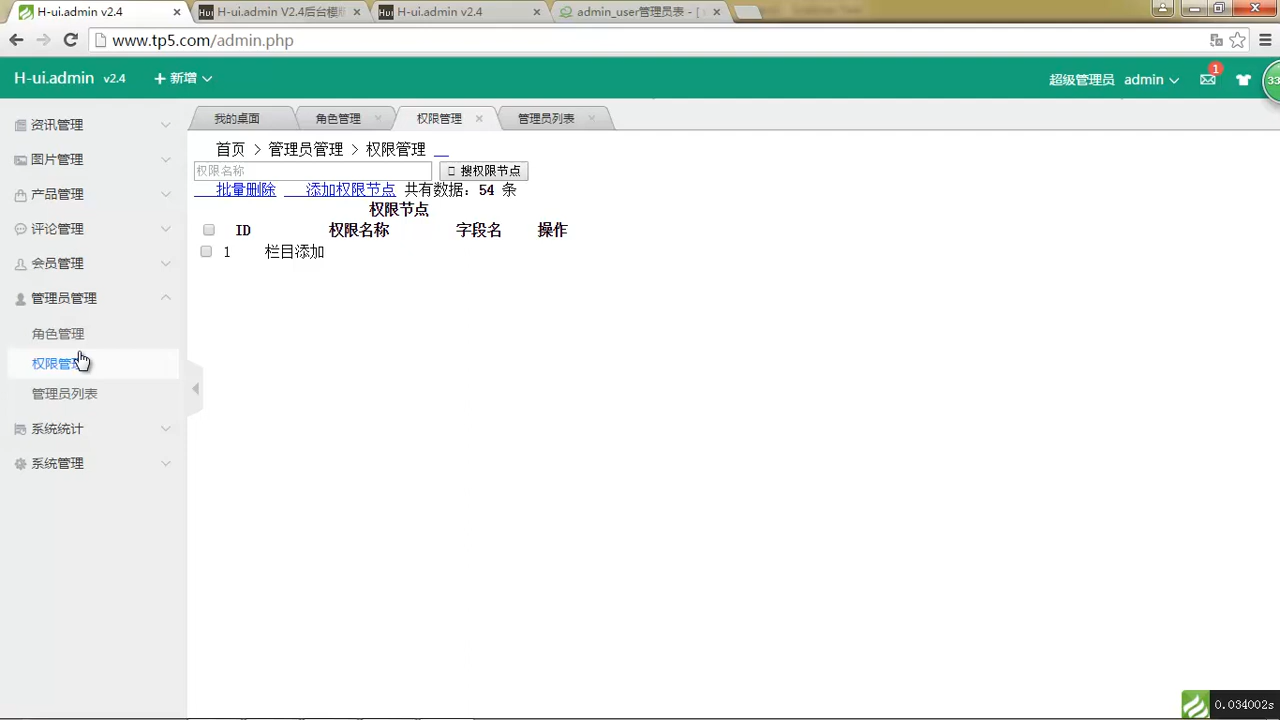 H-ui.admin v2.4
H-ui.admin V2.4后台模
H-ui.admin v2.4
admin_user管理员表 - [
www.tp5.com/admin.php
H-ui.admin v2.4
新增
超级管理员 admin
1
33
资讯管理
图片管理
产品管理
评论管理
会员管理
管理员管理
角色管理
权限管理
管理员列表
系统统计
系统管理
我的桌面
角色管理
权限管理
管理员列表
首页 > 管理员管理 > 权限管理
权限名称
搜权限节点
批量删除 添加权限节点 共有数据：54 条
权限节点
ID 权限名称 字段名 操作
1 栏目添加
0.034002s